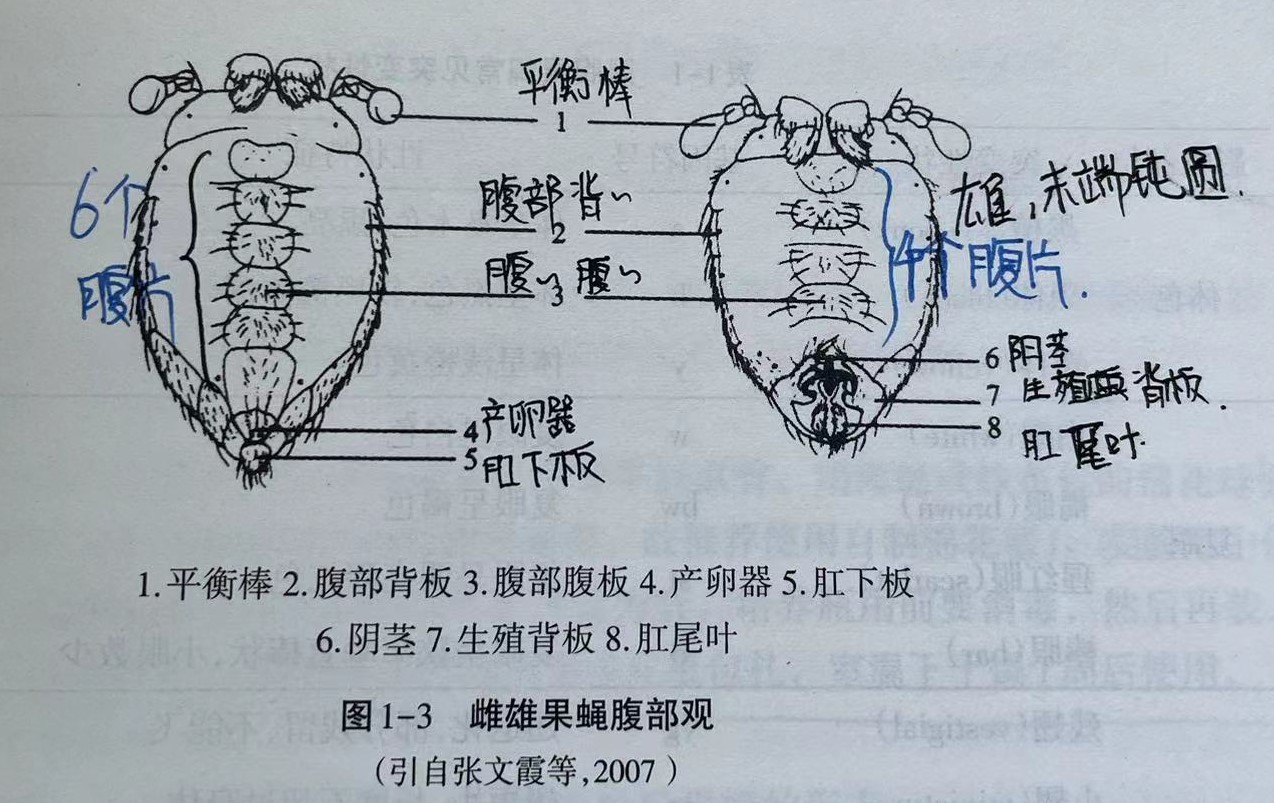 平衡棒
1
6个
腹片
腹部背~
2
腹~腹~
3
雄,末端钝圆.
4个腹片.
4产卵器
5肛下板
6阴茎
7生殖背板.
8肛尾叶.
1.平衡棒 2.腹部背板 3.腹部腹板 4.产卵器 5.肛下板
6.阴茎 7.生殖背板 8.肛尾叶
图1-3 雌雄果蝇腹部观
(引自张文霞等,2007)